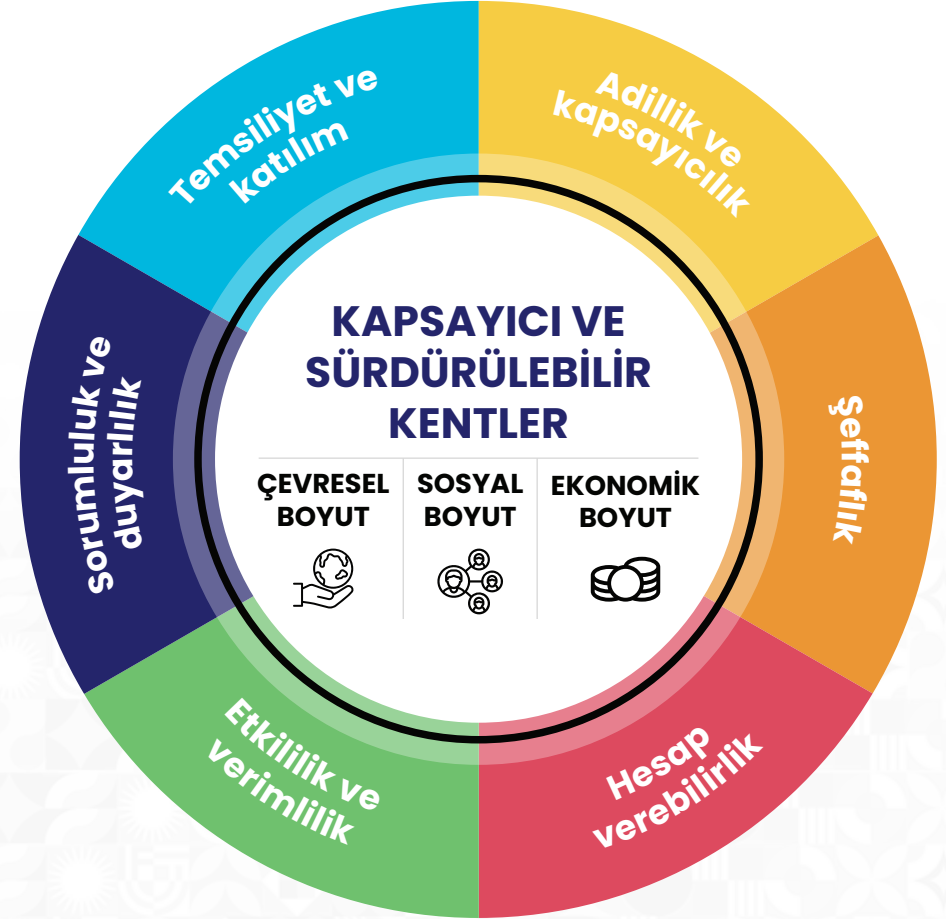 Temsiliyet ve
katılım
Adillik ve
kapsayıcılık
Şeffaflık
Hesap
verebilirlik
Etkililik ve
verimlilik
sorumluluk ve
duyarlılık
KAPSAYICI VE
SÜRDÜRÜLEBİLİR
KENTLER
ÇEVRESEL
BOYUT
SOSYAL
BOYUT
EKONOMİK
BOYUT